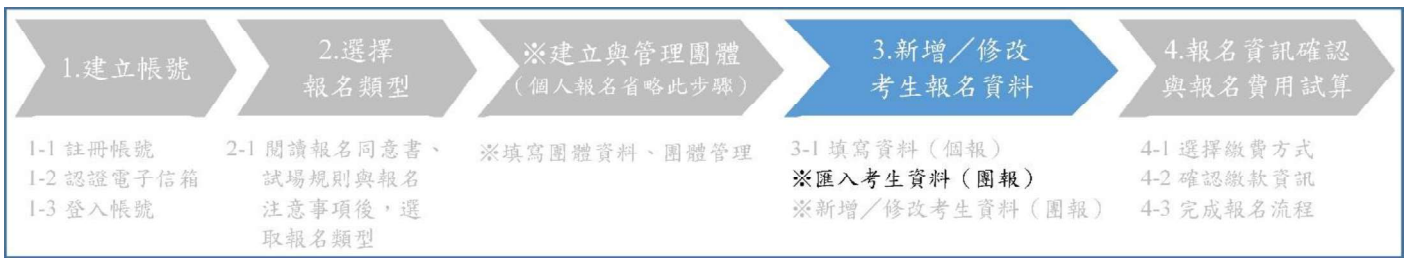 1.建立帳號
2.選擇
報名類型
※建立與管理團體
（個人報名省略此步驟）
3.新增／修改
考生報名資料
4.報名資訊確認
與報名費用試算
1-1 註冊帳號
1-2 認證電子信箱
1-3 登入帳號
2-1 閱讀報名同意書、
試場規則與報名
注意事項後，選
取報名類型
※填寫團體資料、團體管理
3-1 填寫資料（個報）
※匯入考生資料（團報）
※新增／修改考生資料（團報）
4-1 選擇繳費方式
4-2 確認繳款資訊
4-3 完成報名流程